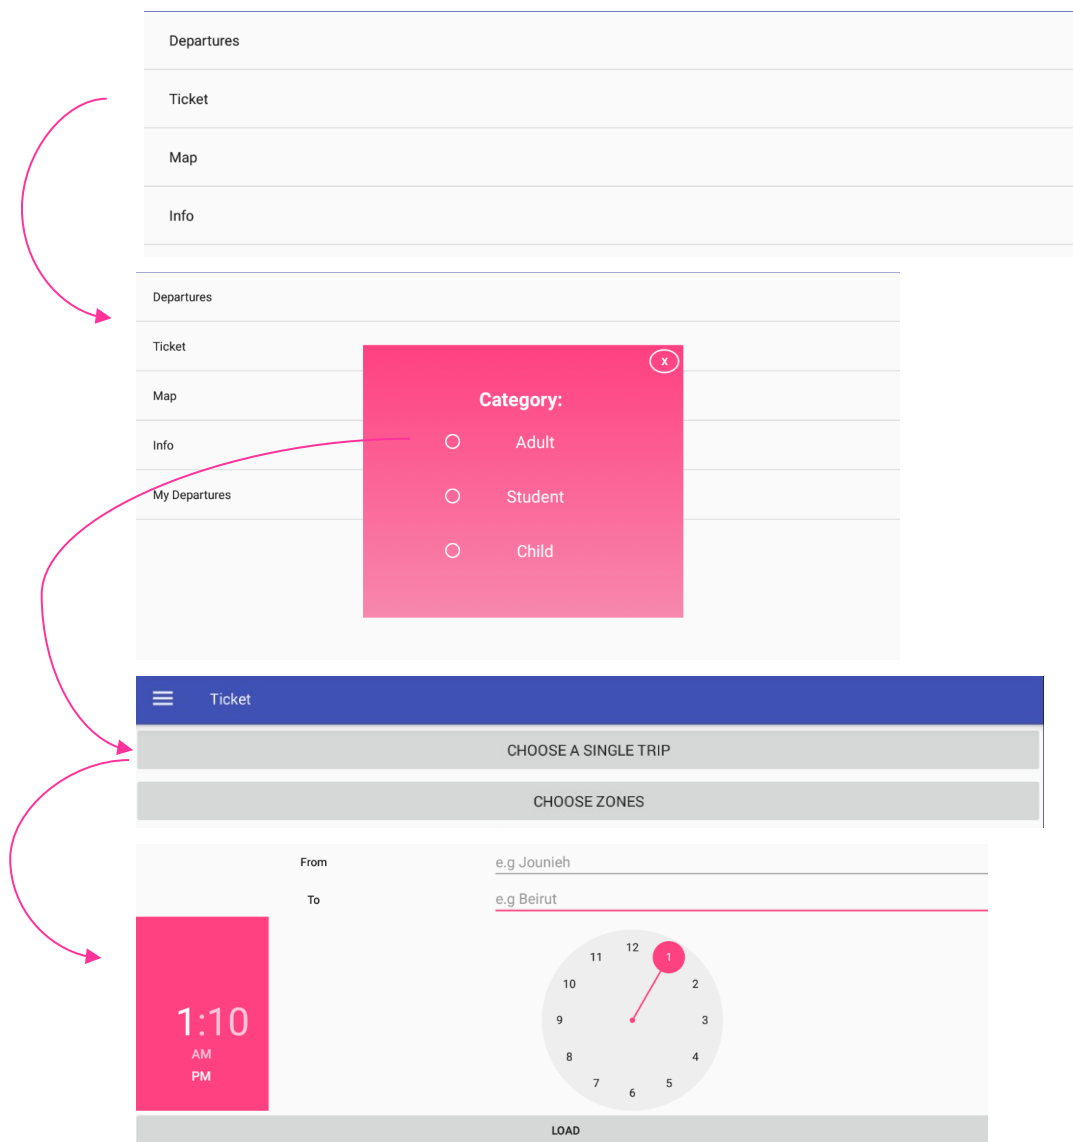 Departures
Ticket
Map
Info
Departures
Ticket
Map
Info
My Departures
X
Category:
Adult
Student
Child
Ticket
CHOOSE A SINGLE TRIP
CHOOSE ZONES
From e.g Jounieh
To e.g Beirut
1:10
AM
PM
12
1
2
3
4
5
6
7
8
9
10
11
LOAD